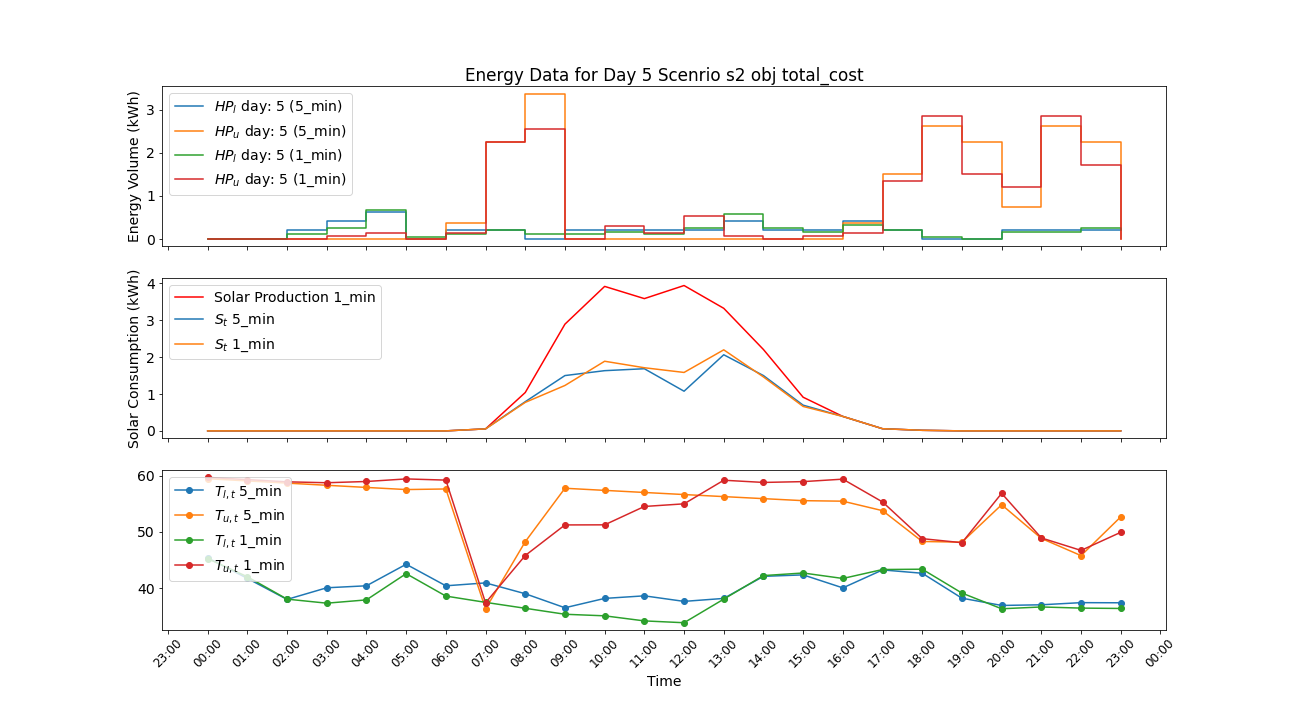 Energy Data for Day 5 Scenrio s2 obj total_cost
Energy Volume (kWh)
3
2
1
0
HP_l day: 5 (5_min)
HP_u day: 5 (5_min)
HP_l day: 5 (1_min)
HP_u day: 5 (1_min)
Solar Consumption (kWh)
4
3
2
1
0
Solar Production 1_min
S_t 5_min
S_t 1_min
60
50
40
T_{l,t} 5_min
T_{u,t} 5_min
T_{l,t} 1_min
T_{u,t} 1_min
23:00 00:00 01:00 02:00 03:00 04:00 05:00 06:00 07:00 08:00 09:00 10:00 11:00 12:00 13:00 14:00 15:00 16:00 17:00 18:00 19:00 20:00 21:00 22:00 23:00 00:00
Time